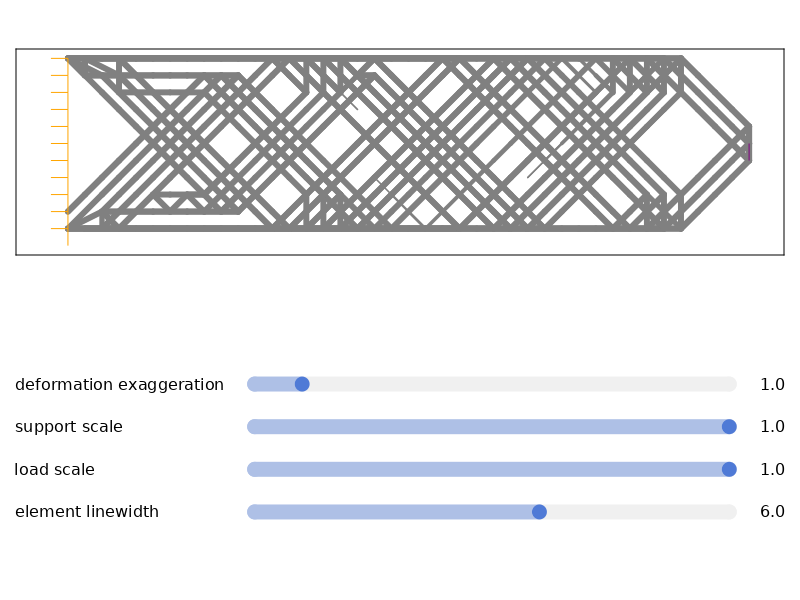 deformation exaggeration 1.0
support scale 1.0
load scale 1.0
element linewidth 6.0